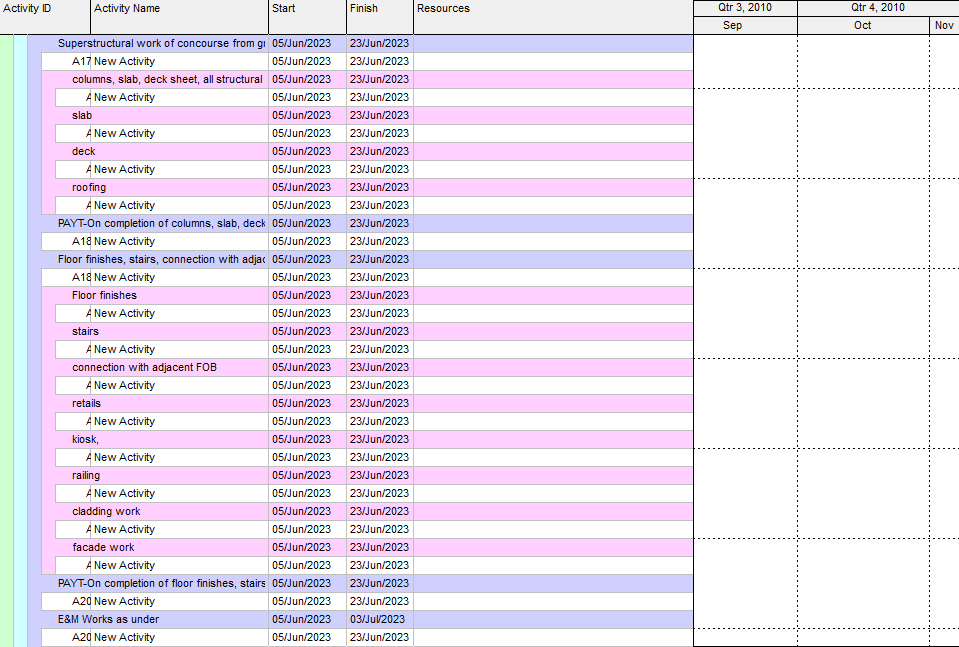 Activity ID Activity Name Start Finish Resources Qtr 3, 2010 Qtr 4, 2010
Sep Oct Nov
Superstructural work of concourse from gr 05/Jun/2023 23/Jun/2023
A17 New Activity 05/Jun/2023 23/Jun/2023
columns, slab, deck sheet, all structural 05/Jun/2023 23/Jun/2023
A New Activity 05/Jun/2023 23/Jun/2023
slab 05/Jun/2023 23/Jun/2023
A New Activity 05/Jun/2023 23/Jun/2023
deck 05/Jun/2023 23/Jun/2023
A New Activity 05/Jun/2023 23/Jun/2023
roofing 05/Jun/2023 23/Jun/2023
A New Activity 05/Jun/2023 23/Jun/2023
PAYT-On completion of columns, slab, deck 05/Jun/2023 23/Jun/2023
A18 New Activity 05/Jun/2023 23/Jun/2023
Floor finishes, stairs, connection with adjac 05/Jun/2023 23/Jun/2023
A18 New Activity 05/Jun/2023 23/Jun/2023
Floor finishes 05/Jun/2023 23/Jun/2023
A New Activity 05/Jun/2023 23/Jun/2023
stairs 05/Jun/2023 23/Jun/2023
A New Activity 05/Jun/2023 23/Jun/2023
connection with adjacent FOB 05/Jun/2023 23/Jun/2023
A New Activity 05/Jun/2023 23/Jun/2023
retails 05/Jun/2023 23/Jun/2023
A New Activity 05/Jun/2023 23/Jun/2023
kiosk, 05/Jun/2023 23/Jun/2023
A New Activity 05/Jun/2023 23/Jun/2023
railing 05/Jun/2023 23/Jun/2023
A New Activity 05/Jun/2023 23/Jun/2023
cladding work 05/Jun/2023 23/Jun/2023
A New Activity 05/Jun/2023 23/Jun/2023
facade work 05/Jun/2023 23/Jun/2023
A New Activity 05/Jun/2023 23/Jun/2023
PAYT-On completion of floor finishes, stairs 05/Jun/2023 23/Jun/2023
A20 New Activity 05/Jun/2023 23/Jun/2023
E&M Works as under 05/Jun/2023 03/Jul/2023
A20 New Activity 05/Jun/2023 23/Jun/2023